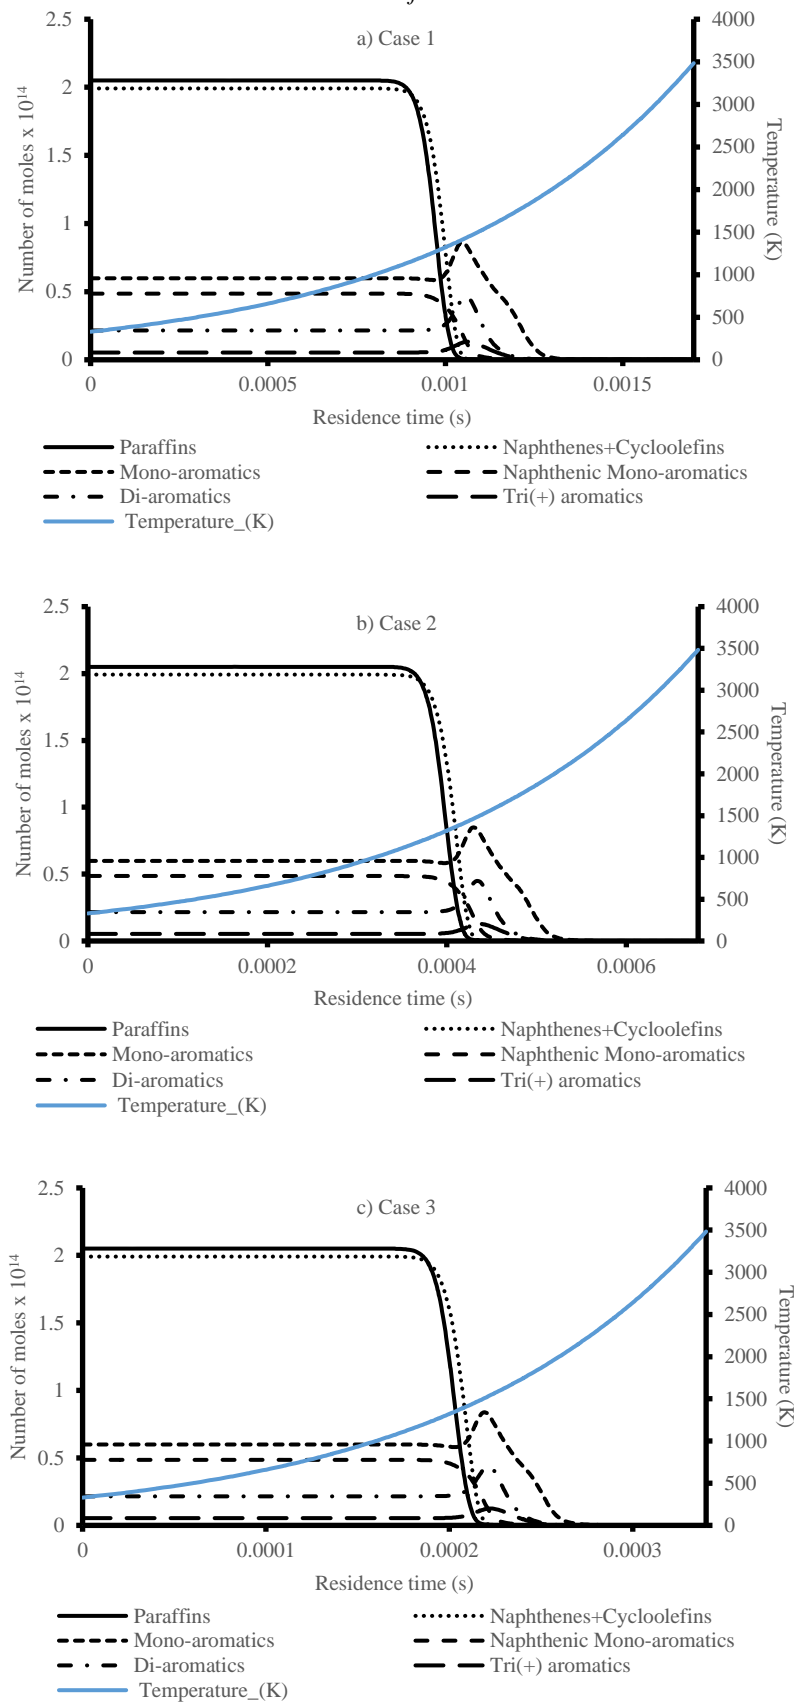 f
a) Case 1
Number of moles x 10^14
2.5
2
1.5
1
0.5
0
4000
3500
3000
2500
2000
1500
1000
500
0
Temperature (K)
0 0.0005 0.001 0.0015
Residence time (s)
Paraffins Naphthenes+Cycloolefins
Mono-aromatics Naphthenic Mono-aromatics
Di-aromatics Tri(+) aromatics
Temperature_(K)
b) Case 2
Number of moles x 10^14
2.5
2
1.5
1
0.5
0
4000
3500
3000
2500
2000
1500
1000
500
0
Temperature (K)
0 0.0002 0.0004 0.0006
Residence time (s)
Paraffins Naphthenes+Cycloolefins
Mono-aromatics Naphthenic Mono-aromatics
Di-aromatics Tri(+) aromatics
Temperature_(K)
c) Case 3
Number of moles x 10^14
2.5
2
1.5
1
0.5
0
4000
3500
3000
2500
2000
1500
1000
500
0
Temperature (K)
0 0.0001 0.0002 0.0003
Residence time (s)
Paraffins Naphthenes+Cycloolefins
Mono-aromatics Naphthenic Mono-aromatics
Di-aromatics Tri(+) aromatics
Temperature_(K)